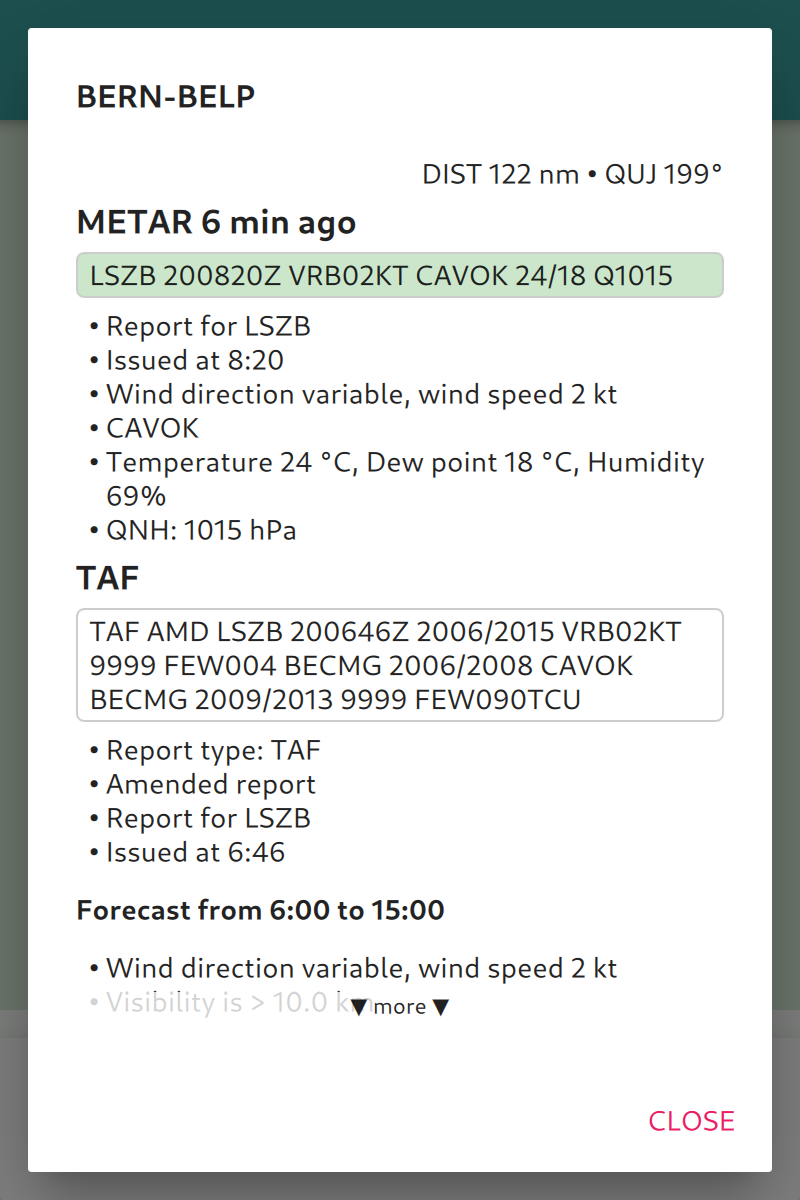 BERN-BELP
DIST 122 nm • QUJ 199°
METAR 6 min ago
LSZB 200820Z VRB02KT CAVOK 24/18 Q1015
• Report for LSZB
• Issued at 8:20
• Wind direction variable, wind speed 2 kt
• CAVOK
• Temperature 24 °C, Dew point 18 °C, Humidity
69%
• QNH: 1015 hPa
TAF
TAF AMD LSZB 200646Z 2006/2015 VRB02KT
9999 FEW004 BECMG 2006/2008 CAVOK
BECMG 2009/2013 9999 FEW090TCU
• Report type: TAF
• Amended report
• Report for LSZB
• Issued at 6:46
Forecast from 6:00 to 15:00
• Wind direction variable, wind speed 2 kt
• Visibility is > 10.0 km
▼ more ▼
CLOSE